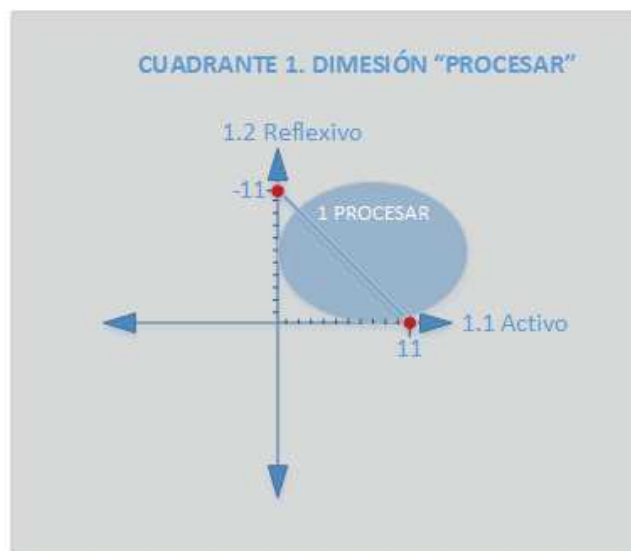 CUADRANTE 1. DIMESIÓN “PROCESAR”
1.2 Reflexivo
-11
1 PROCESAR
1.1 Activo
11